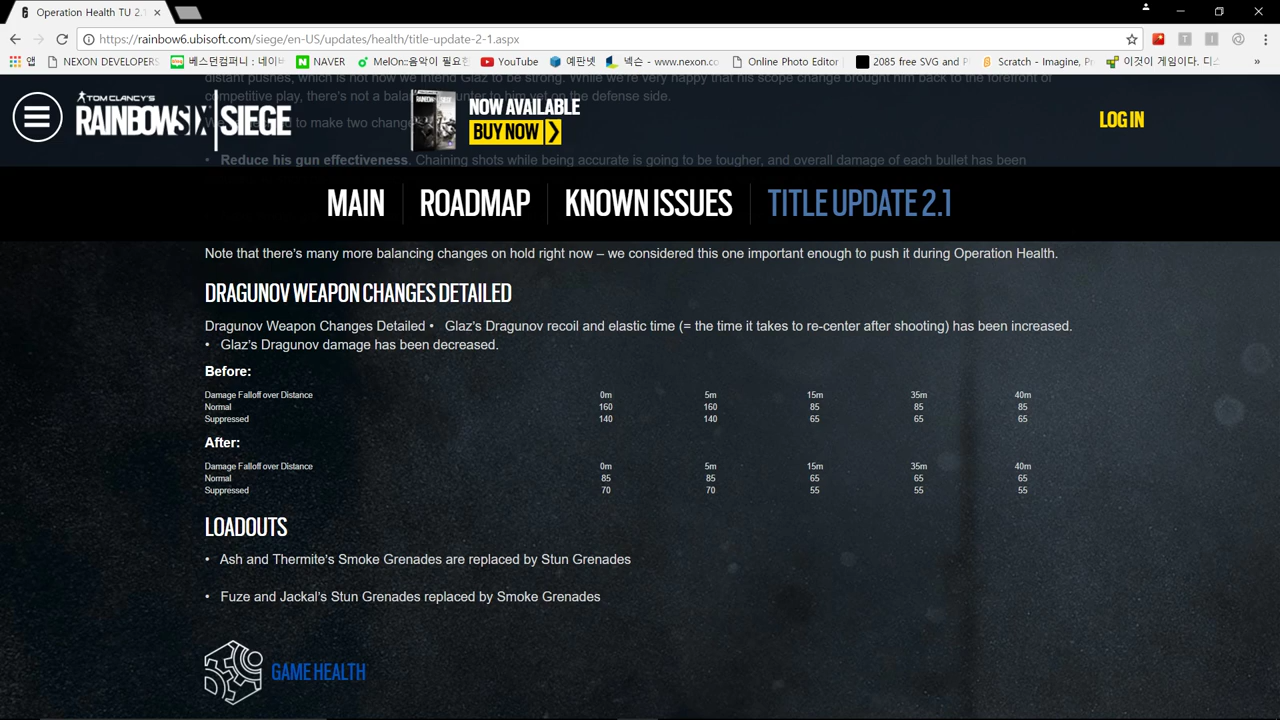 Operation Health TU 2.1
https://rainbow6.ubisoft.com/siege/en-US/updates/health/title-update-2-1.aspx
앱 NEXON DEVELOPERS 베스던컴퍼니 : 네이버 NAVER MelOn::음악이 필요한 YouTube 예판넷 넥슨 - www.nexon.co Online Photo Editor 2085 free SVG and P Scratch - Imagine, P 이것이 게임이다. 디스 »
distant pushes, which is not how we intend Glaz to be strong. While we're very happy that his scope change brought him back to the forefront of
competitive play, there's not a
yet on the defense side.
to make two
TOM CLANCY'S
RAINBOW SIX | SIEGE
NOW AVAILABLE
BUY NOW
LOG IN
• Reduce his gun effectiveness. Chaining shots while being accurate is going to be tougher, and overall damage of each bullet has been
MAIN ROADMAP KNOWN ISSUES TITLE UPDATE 2.1
Note that there's many more balancing changes on hold right now – we considered this one important enough to push it during Operation Health.
DRAGUNOV WEAPON CHANGES DETAILED
Dragunov Weapon Changes Detailed • Glaz's Dragunov recoil and elastic time (= the time it takes to re-center after shooting) has been increased.
• Glaz's Dragunov damage has been decreased.
Before:
Damage Falloff over Distance 0m 5m 15m 35m 40m
Normal 160 160 85 85 85
Suppressed 140 140 65 65 65
After:
Damage Falloff over Distance 0m 5m 15m 35m 40m
Normal 85 85 65 65 65
Suppressed 70 70 55 55 55
LOADOUTS
• Ash and Thermite's Smoke Grenades are replaced by Stun Grenades
• Fuze and Jackal's Stun Grenades replaced by Smoke Grenades
GAME HEALTH